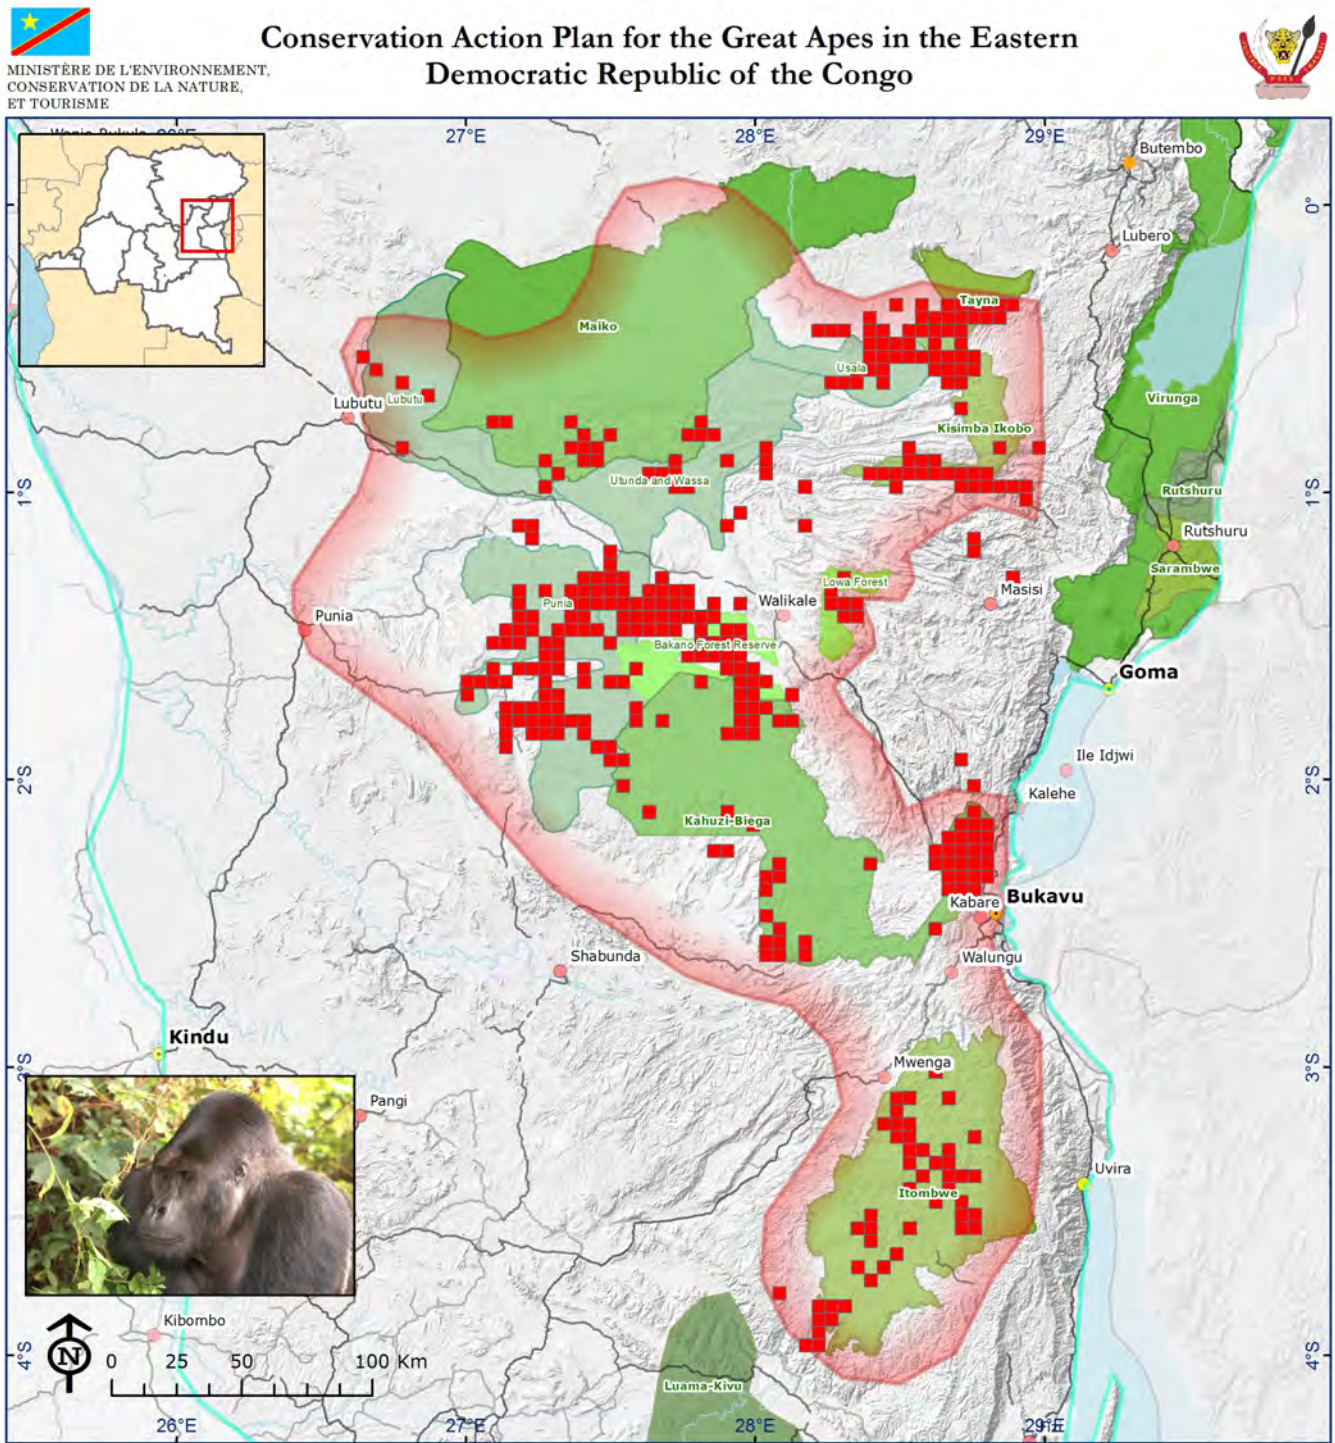 Conservation Action Plan for the Great Apes in the Eastern
Democratic Republic of the Congo
MINISTÈRE DE L'ENVIRONNEMENT,
CONSERVATION DE LA NATURE,
ET TOURISME
27°E
28°E
29°E
Butembo
0°
Lubero
Tayna
Maiko
Usala
Virunga
Lubutu
Lubutu
Kisimba Ikobo
Utunda and Wassa
Rutshuru
1°S
1°S
Rutshuru
Sarambwe
Lowa Forest
Masisi
Punia
Walikale
Punia
Bakano Forest Reserve
Goma
Ile Idjwi
2°S
2°S
Kalehe
Kahuzi-Biega
Bukavu
Kabare
Shabunda
Walungu
Kindu
Mwenga
3°S
3°S
Pangi
Uvira
Itombwe
Kibombo
N
0 25 50 100 Km
4°S
4°S
Luama-Kivu
26°E
27°E
28°E
29°E